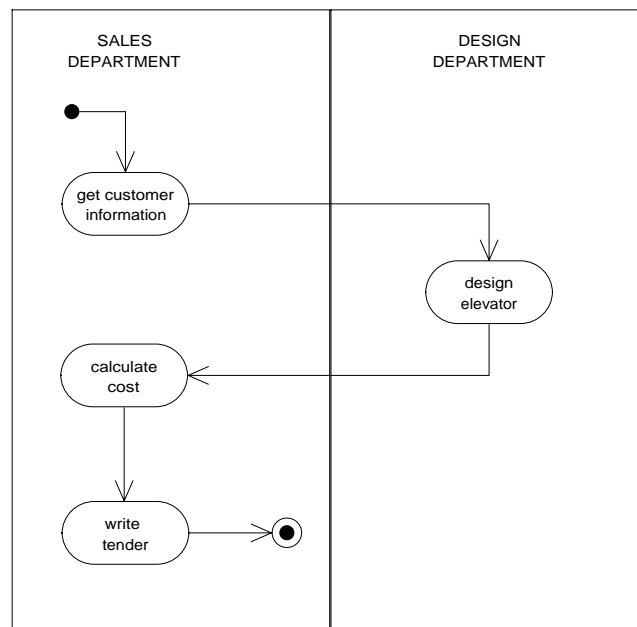 SALES
DEPARTMENT
DESIGN
DEPARTMENT
get customer
information
design
elevator
calculate
cost
write
tender